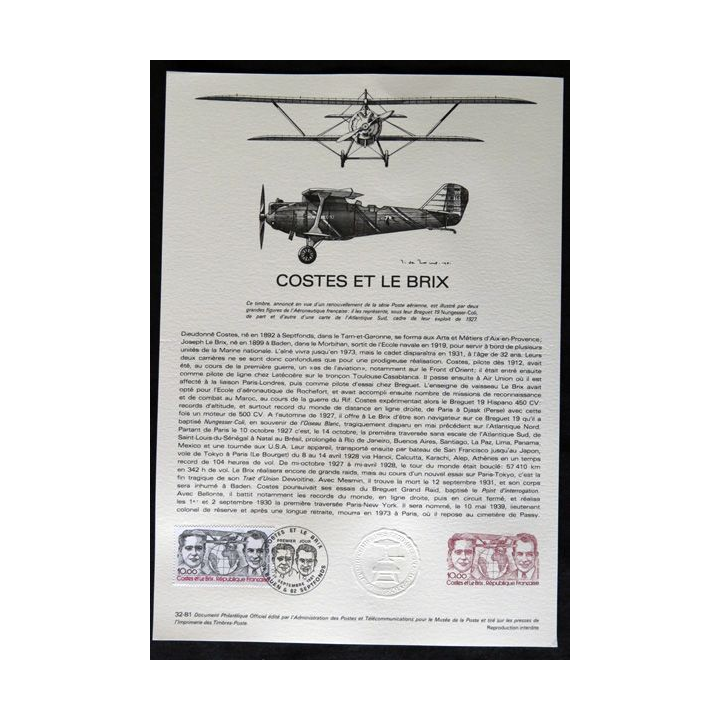 COSTES ET LE BRIX
Ce timbre, annoncé en vue d'un renouvellement de la série Poste aérienne, est illustré par deux
grandes figures de l'Aéronautique française : il les représente, sous leur Breguet 19 Nungesser-Coli,
de part et d'autre d'une carte de l'Atlantique Sud, cadre de leur exploit de 1927.
Dieudonné Costes, né en 1892 à Septfonds, dans le Tarn-et-Garonne, se forma aux Arts et Métiers d'Aix-en-Provence;
Joseph Le Brix, né en 1899 à Baden, dans le Morbihan, sortit de l'Ecole navale en 1919, pour servir à bord de plusieurs
unités de la Marine nationale. L'aîné vivra jusqu'en 1973, mais le cadet disparaîtra en 1931, à l'âge de 32 ans. Leurs
deux carrières ne se sont donc confondues que pour une prodigieuse réalisation. Costes, pilote dès 1912, avait
été, au cours de la première guerre, un «as de l'aviation», notamment sur le Front d'Orient; il était entré ensuite
comme pilote de ligne chez Latécoère sur le tronçon Toulouse-Casablanca. Il passe ensuite à Air Union où il est
affecté à la liaison Paris-Londres, puis comme pilote d'essai chez Breguet. L'enseigne de vaisseau Le Brix avait
opté pour l'Ecole d'aéronautique de Rochefort, et avait accompli ensuite nombre de missions de reconnaissance
et de combat au Maroc, au cours de la guerre du Rif. Costes expérimentait alors le Breguet 19 Hispano 450 CV:
records d'altitude, et surtout record du monde de distance en ligne droite, de Paris à Djask (Perse) avec cette
fois un moteur de 500 CV. A l'automne de 1927, il offre à Le Brix d'être son navigateur sur ce Breguet 19 qu'il a
baptisé Nungesser-Coli, en souvenir de l'Oiseau Blanc, tragiquement disparu en mai précédent sur l'Atlantique Nord.
Partant de Paris le 10 octobre 1927 c'est, le 14 octobre, la première traversée sans escale de l'Atlantique Sud, de
Saint-Louis-du-Sénégal à Natal au Brésil, prolongée à Rio de Janeiro, Buenos Aires, Santiago, La Paz, Lima, Panama,
Mexico et une tournée aux U.S.A. Leur appareil, transporté ensuite par bateau de San Francisco jusqu'au Japon,
vole de Tokyo à Paris (Le Bourget) du 8 au 14 avril 1928 via Hanoï, Calcutta, Karachi, Alep, Athènes en un temps
record de 104 heures de vol. De mi-octobre 1927 à mi-avril 1928, le tour du monde était bouclé: 57 410 km
en 342 h de vol. Le Brix réalisera encore de grands raids, mais au cours d'un nouvel essai sur Paris-Tokyo, c'est la
fin tragique de son Trait d'Union Dewoitine. Avec Mesmin, il trouva la mort le 12 septembre 1931, et son corps
sera inhumé à Baden. Costes poursuivait ses essais du Breguet Grand Raid, baptisé le Point d'interrogation.
Avec Bellonte, il battit notamment les records du monde, en ligne droite, puis en circuit fermé, et réalise
les 1er et 2 septembre 1930 la première traversée Paris-New York. Il sera nommé, le 10 mai 1939, lieutenant
colonel de réserve et après une longue retraite, mourra en 1973 à Paris, où il repose au cimetière de Passy.
COSTES ET LE BRIX
PREMIER JOUR
10,00
Costes et Le Brix, République Française
10,00
Costes et Le Brix, République Française
32-81 Document Philatélique Officiel édité par l'Administration des Postes et Télécommunications pour le Musée de la Poste et tiré sur les presses de
l'Imprimerie des Timbres-Poste.
Reproduction interdite